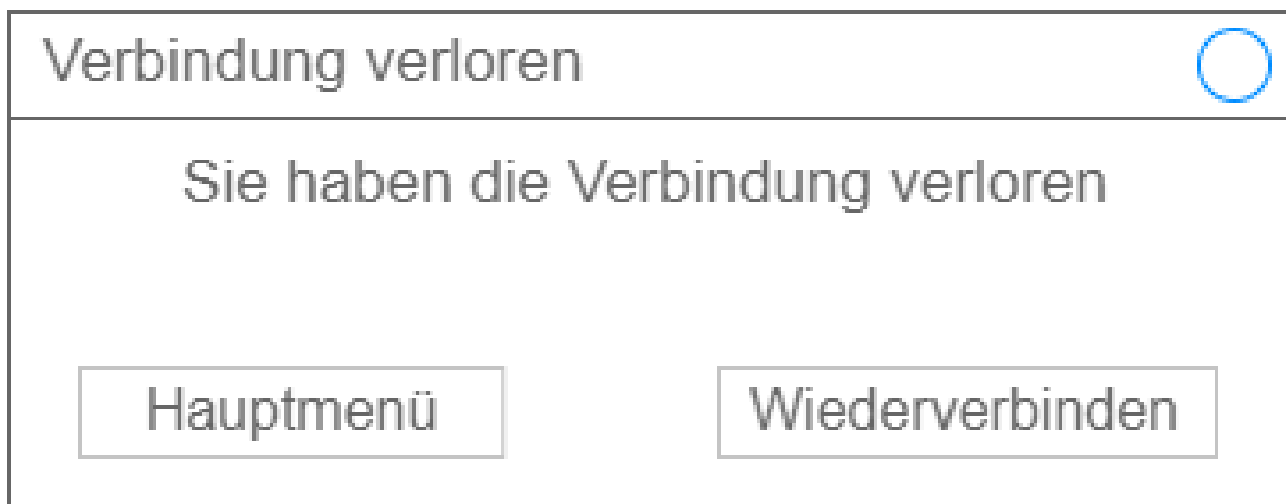 Verbindung verloren
Sie haben die Verbindung verloren
Hauptmenü
Wiederverbinden